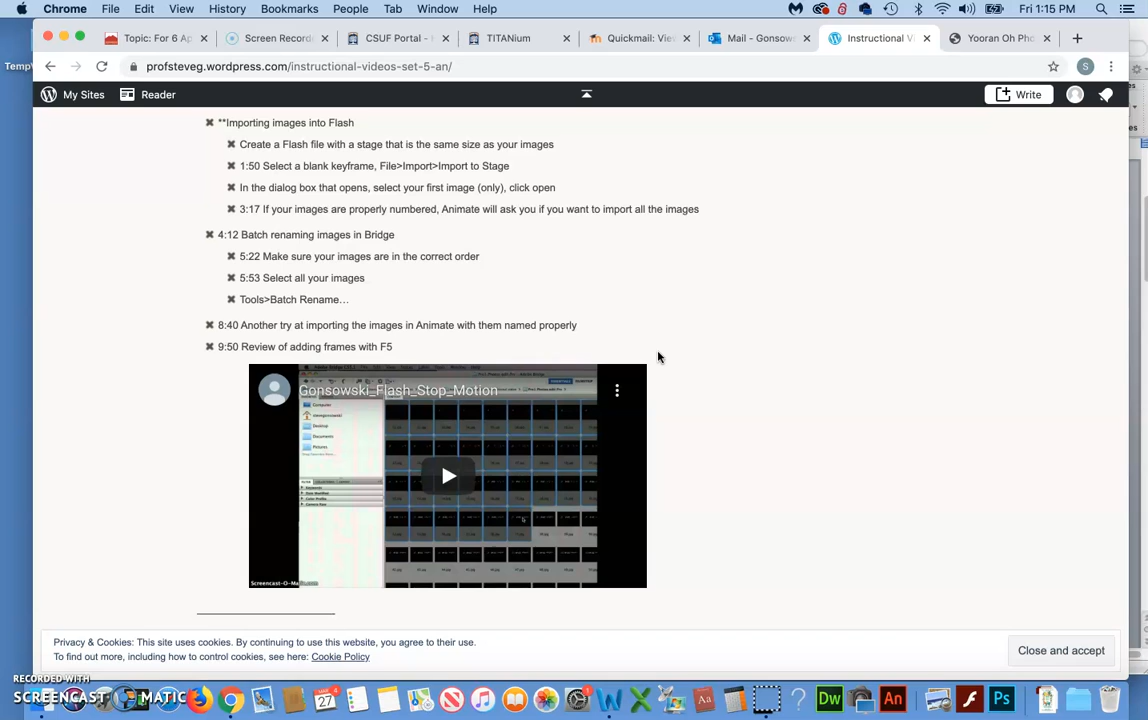 Chrome File Edit View History Bookmarks People Tab Window Help Fri 1:15 PM
Topic: For 6 Ap
Screen Record
CSUF Portal -
TITANium
Quickmail: Vie
Mail - Gonsow
Instructional V
Yooran Oh Pho
profsteveg.wordpress.com/instructional-videos-set-5-an/
S
My Sites Reader Write
**Importing images into Flash
Create a Flash file with a stage that is the same size as your images
1:50 Select a blank keyframe, File>Import>Import to Stage
In the dialog box that opens, select your first image (only), click open
3:17 If your images are properly numbered, Animate will ask you if you want to import all the images
4:12 Batch renaming images in Bridge
5:22 Make sure your images are in the correct order
5:53 Select all your images
Tools>Batch Rename…
8:40 Another try at importing the images in Animate with them named properly
9:50 Review of adding frames with F5
Gonsowski_Flash_Stop_Motion
Computer
Desktop
Documents
Pictures
Screencast-O-Matic.com
Privacy & Cookies: This site uses cookies. By continuing to use this website, you agree to their use.
To find out more, including how to control cookies, see here: Cookie Policy
Close and accept
RECORDED WITH
SCREENCAST MATIC
27
Dw An Ps